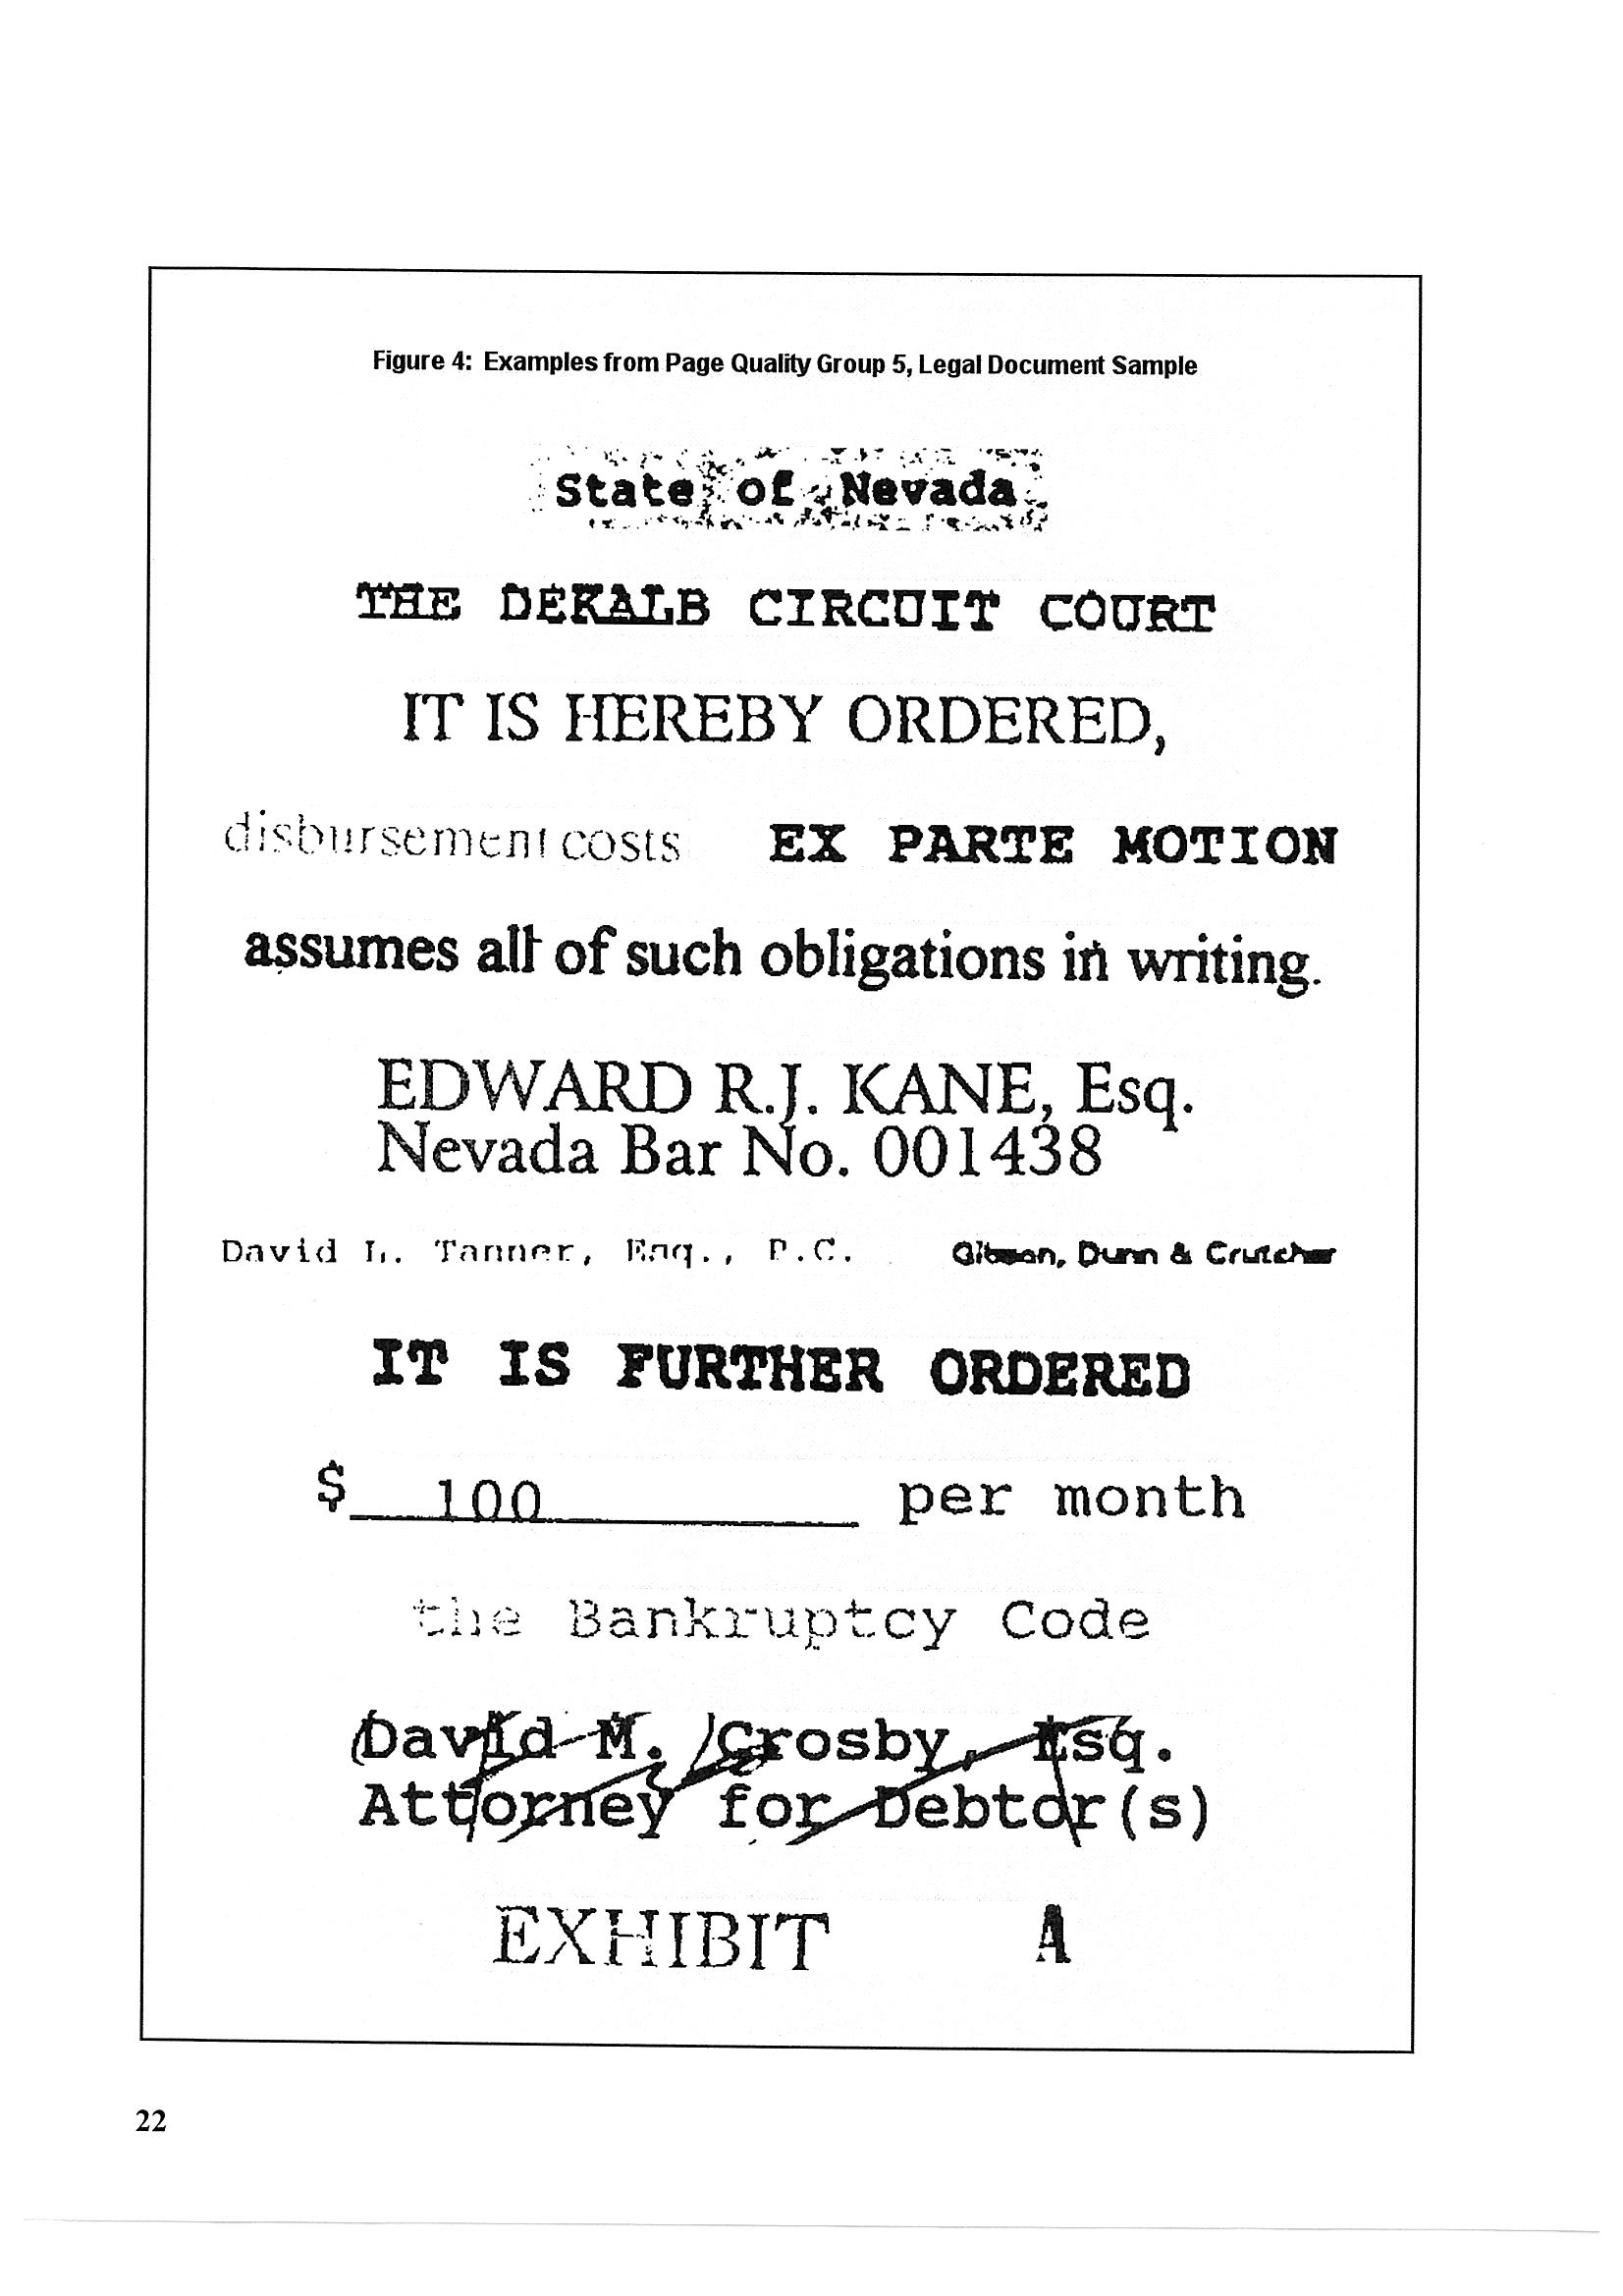 Figure 4: Examples from Page Quality Group 5, Legal Document Sample
State of Nevada
THE DEKALB CIRCUIT COURT
IT IS HEREBY ORDERED,
disbursement costs EX PARTE MOTION
assumes all of such obligations in writing.
EDWARD R.J. KANE, Esq.
Nevada Bar No. 001438
David L. Tanner, Esq., P.C. Gibson, Dunn & Crutcher
IT IS FURTHER ORDERED
$ 100 per month
the Bankruptcy Code
David M. Crosby, Esq.
Attorney for Debtor(s)
EXHIBIT A
22